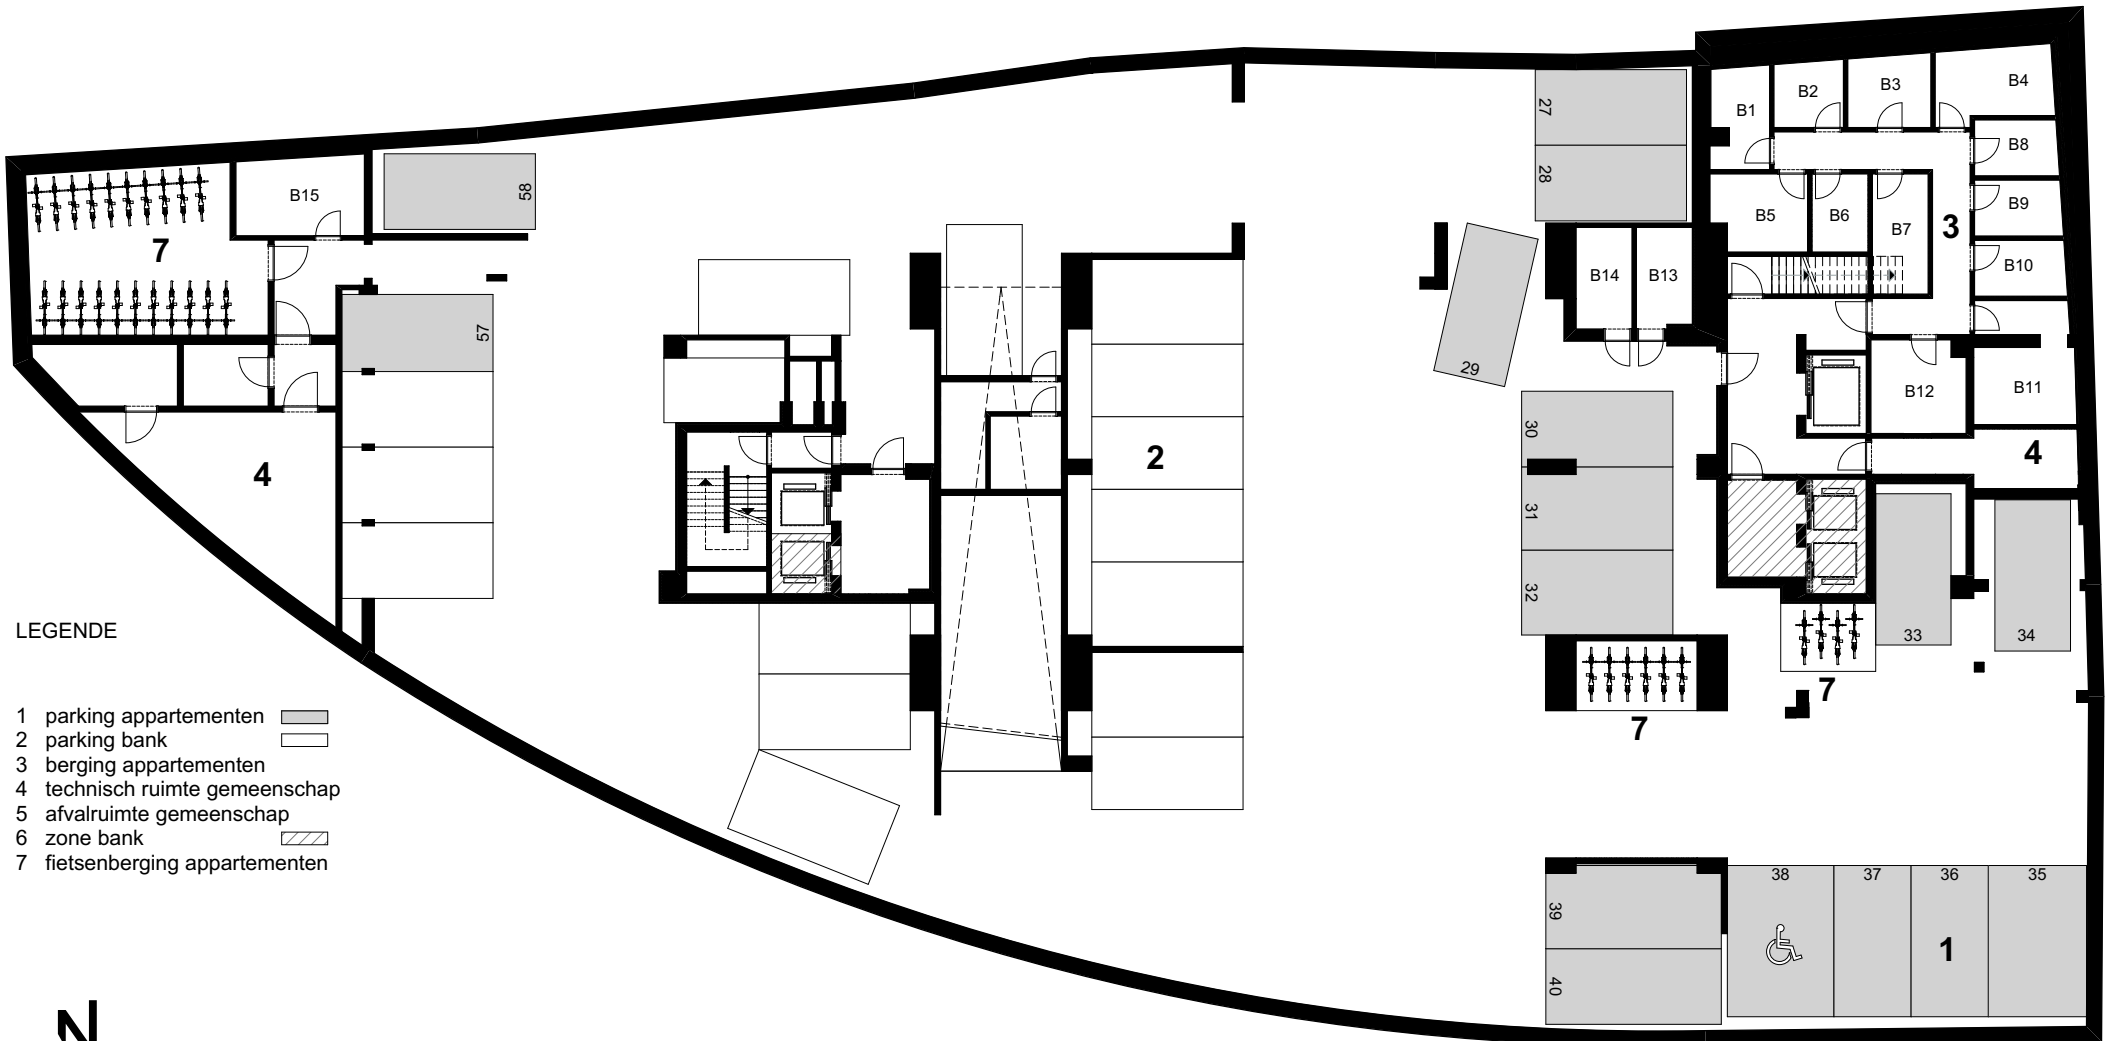 B1
B2
B3
B4
27
28
B8
B15
58
7
B5
B6
B7
3
B9
B10
B14
B13
57
29
B12
B11
30
2
4
4
31
32
33
34
7
7
LEGENDE
1 parking appartementen
2 parking bank
3 berging appartementen
4 technisch ruimte gemeenschap
5 afvalruimte gemeenschap
6 zone bank
7 fietsenberging appartementen
38
37
36
35
39
1
40
N